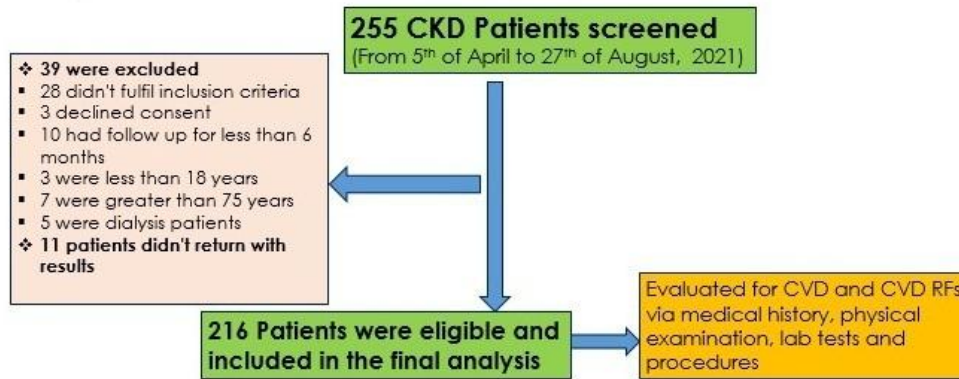 255 CKD Patients screened
(From 5th of April to 27th of August, 2021)
❖ 39 were excluded
▪ 28 didn't fulfil inclusion criteria
▪ 3 declined consent
▪ 10 had follow up for less than 6
months
▪ 3 were less than 18 years
▪ 7 were greater than 75 years
▪ 5 were dialysis patients
❖ 11 patients didn't return with
results
216 Patients were eligible and
included in the final analysis
Evaluated for CVD and CVD RFs
via medical history, physical
examination, lab tests and
procedures